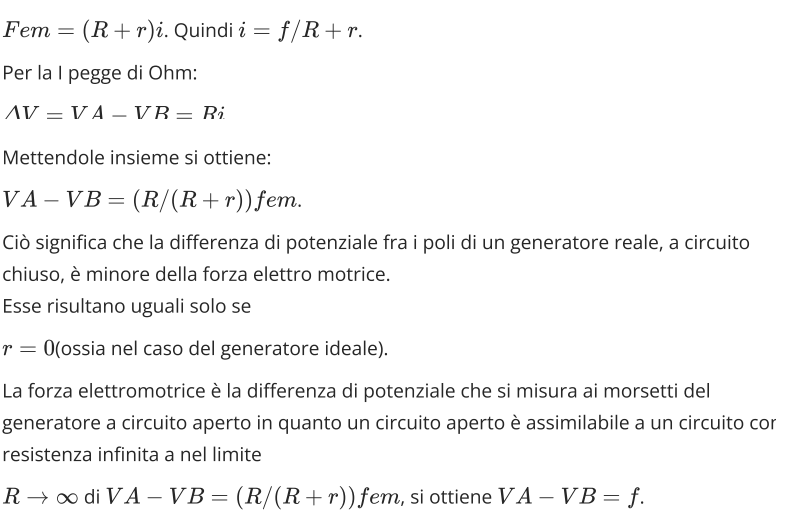 Fem = (R + r)i. Quindi i = f/R + r.
Per la I pegge di Ohm:
ΔV = VA − VB = Ri
Mettendole insieme si ottiene:
VA − VB = (R/(R + r))fem.
Ciò significa che la differenza di potenziale fra i poli di un generatore reale, a circuito
chiuso, è minore della forza elettro motrice.
Esse risultano uguali solo se
r = 0(ossia nel caso del generatore ideale).
La forza elettromotrice è la differenza di potenziale che si misura ai morsetti del
generatore a circuito aperto in quanto un circuito aperto è assimilabile a un circuito con
resistenza infinita a nel limite
R → ∞ di VA − VB = (R/(R + r))fem, si ottiene VA − VB = f.